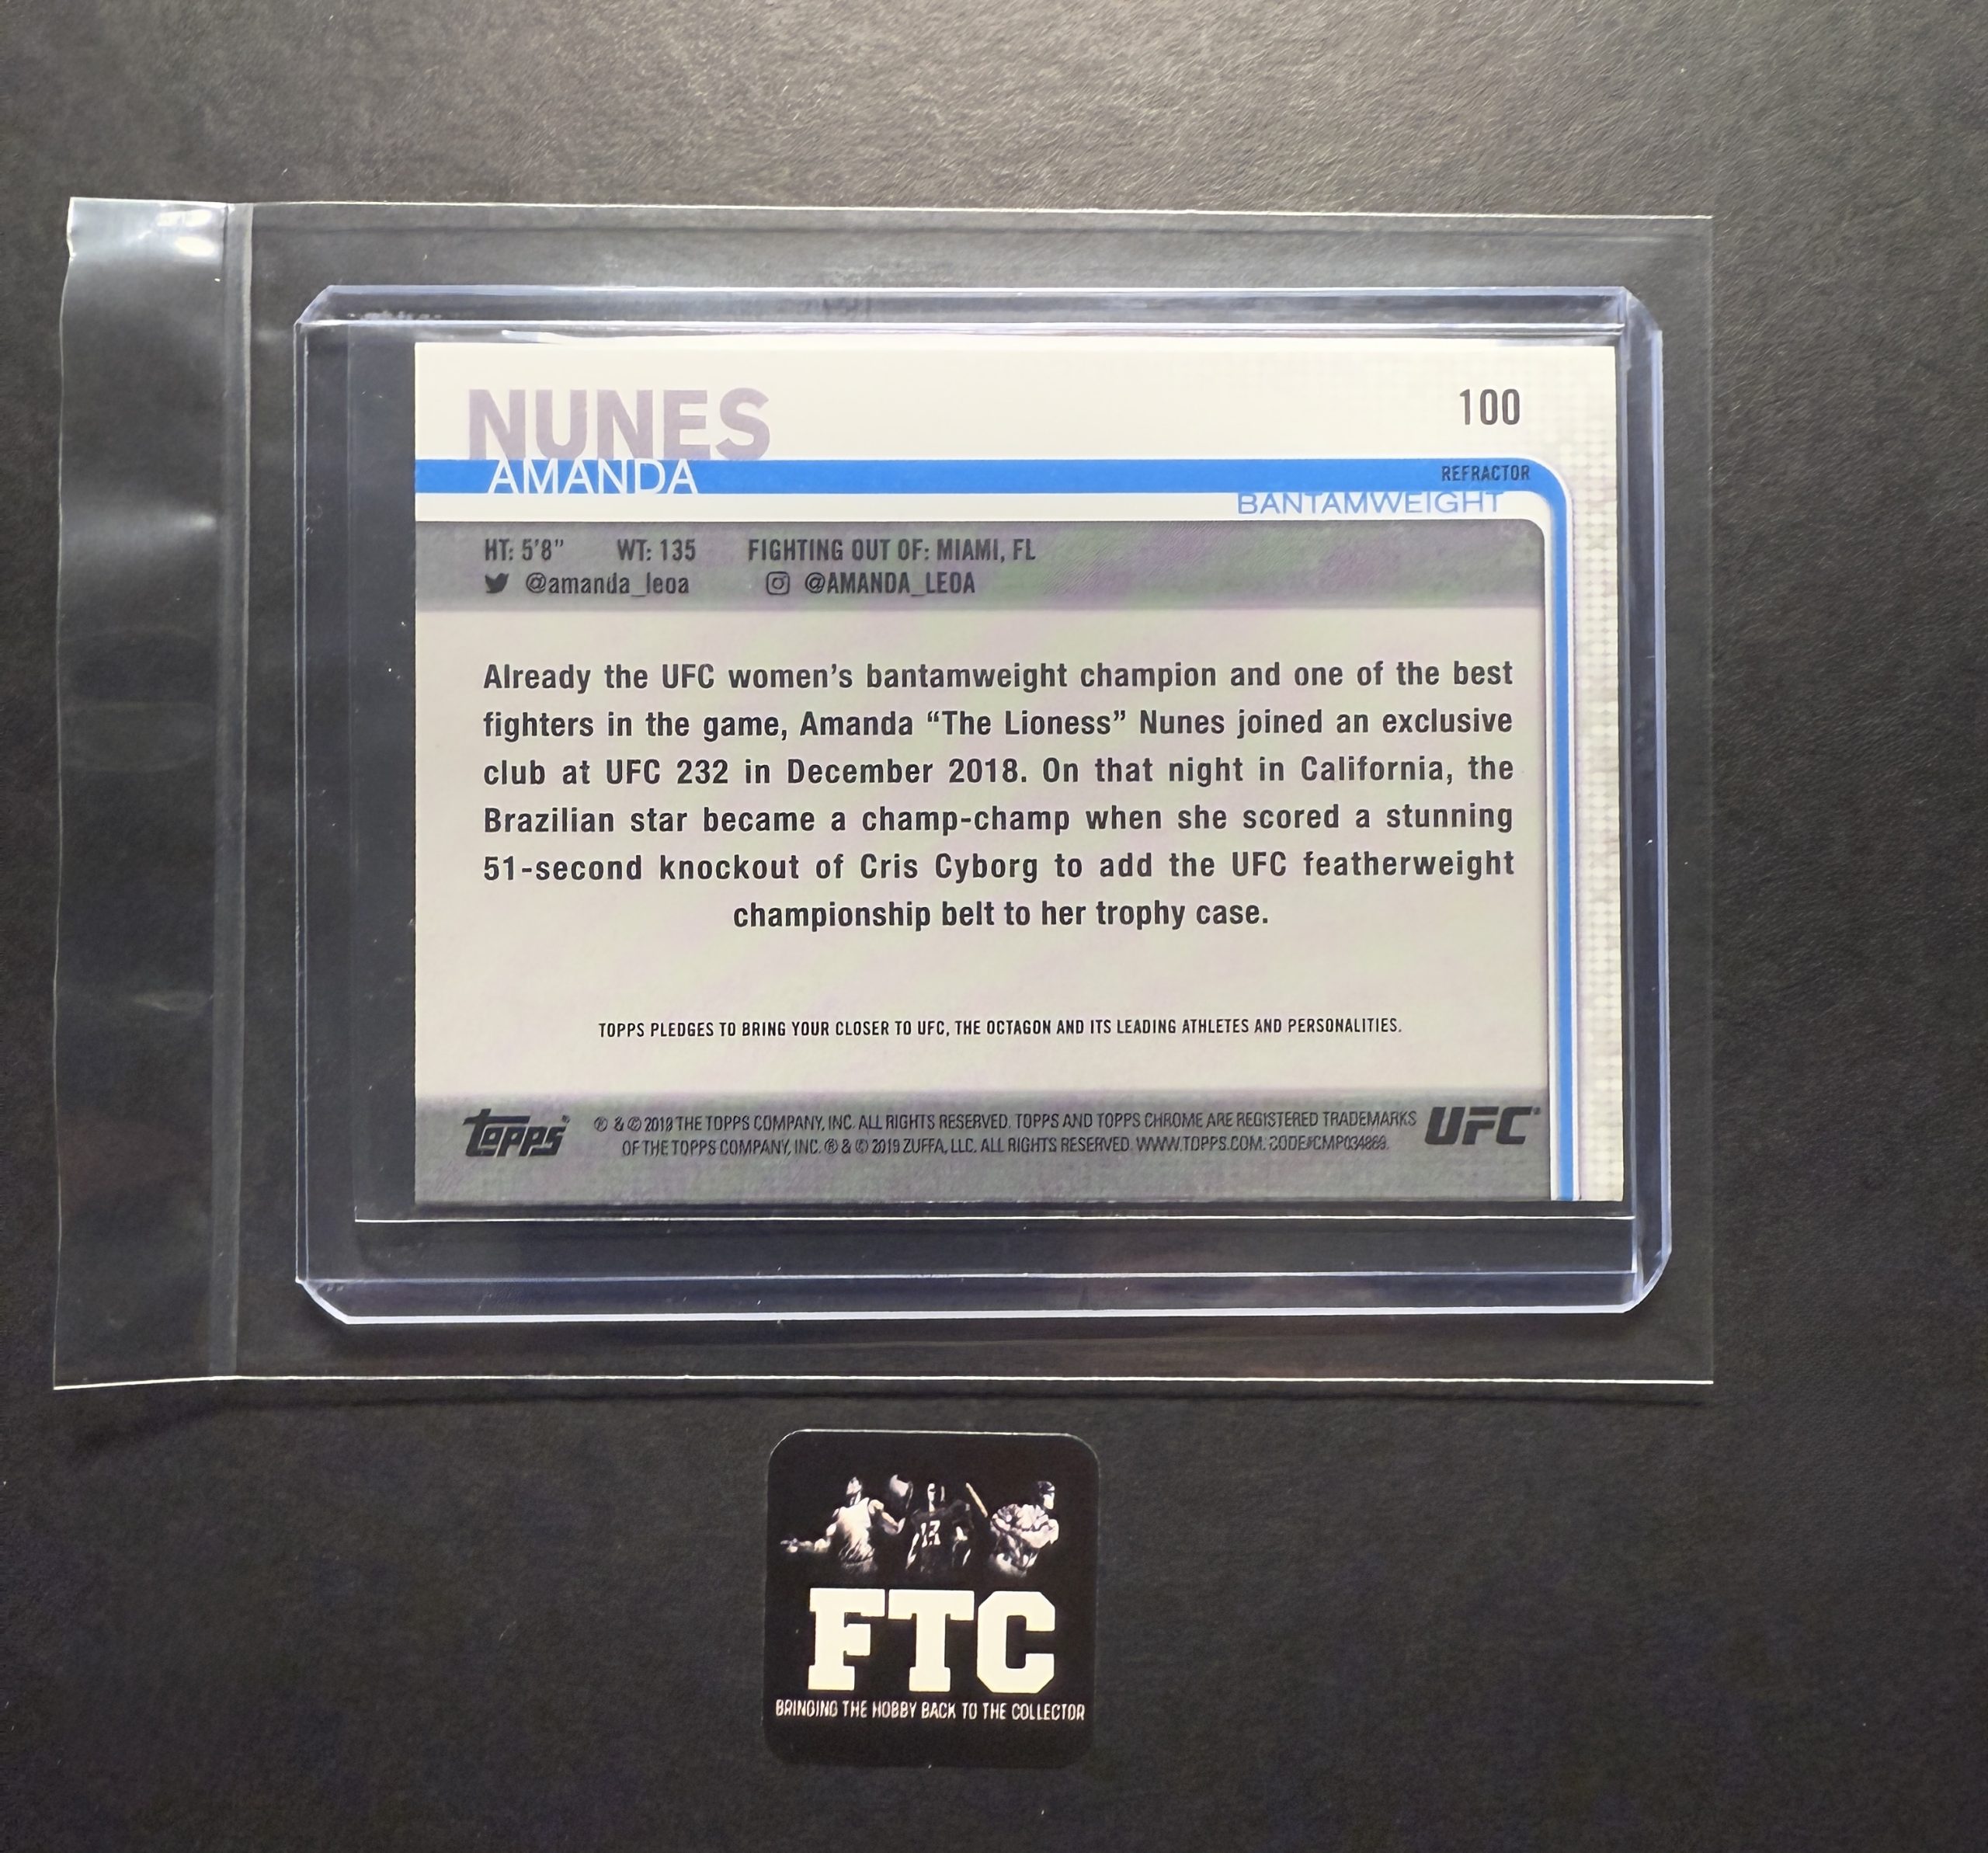 NUNES
100
AMANDA
REFRACTOR
BANTAMWEIGHT
HT: 5'8" WT: 135 FIGHTING OUT OF: MIAMI, FL
@amanda_leoa @AMANDA_LEOA
Already the UFC women's bantamweight champion and one of the best
fighters in the game, Amanda “The Lioness” Nunes joined an exclusive
club at UFC 232 in December 2018. On that night in California, the
Brazilian star became a champ-champ when she scored a stunning
51-second knockout of Cris Cyborg to add the UFC featherweight
championship belt to her trophy case.
TOPPS PLEDGES TO BRING YOUR CLOSER TO UFC, THE OCTAGON AND ITS LEADING ATHLETES AND PERSONALITIES.
Topps
® & © 2019 THE TOPPS COMPANY, INC. ALL RIGHTS RESERVED. TOPPS AND TOPPS CHROME ARE REGISTERED TRADEMARKS
OF THE TOPPS COMPANY, INC. ® & © 2019 ZUFFA, LLC. ALL RIGHTS RESERVED. WWW.TOPPS.COM.
UFC
FTC
BRINGING THE HOBBY BACK TO THE COLLECTOR